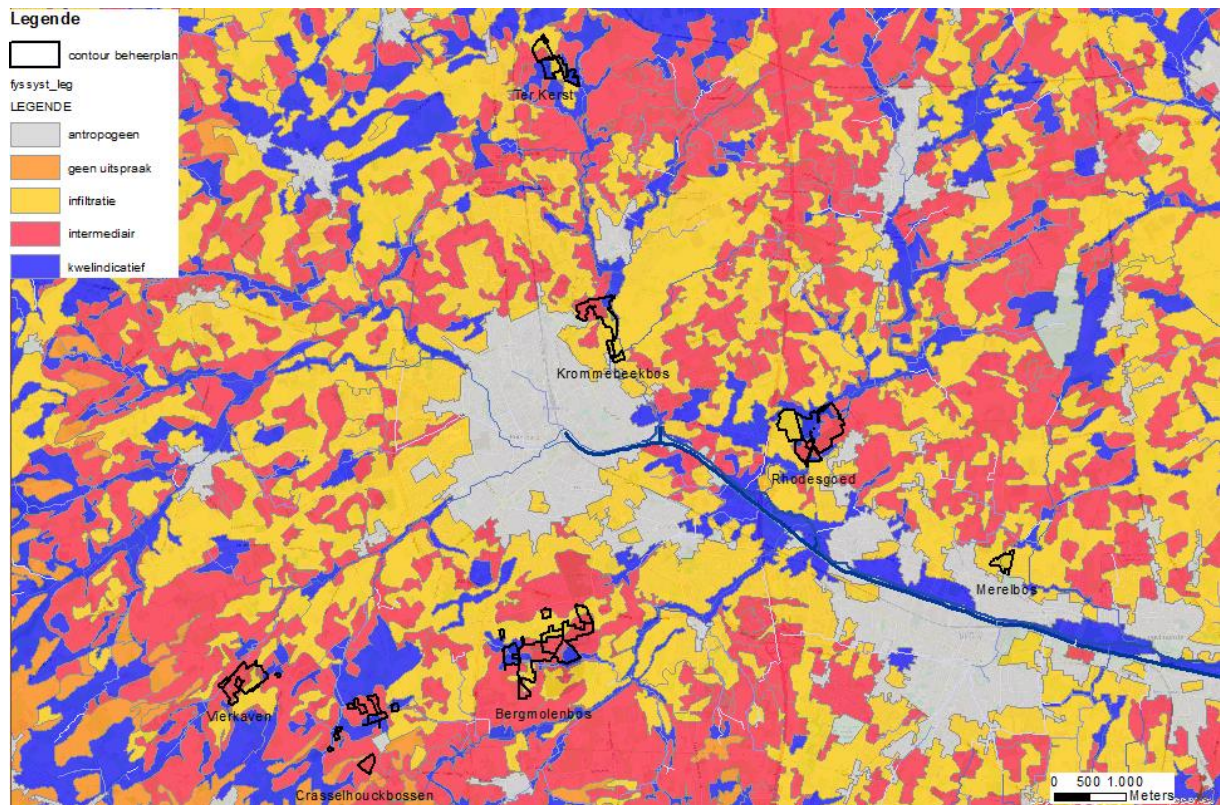 Legende
contour beheerplan
fyssyst_leg
LEGENDE
antropogeen
geen uitspraak
infiltratie
intermediair
kwelindicatief
Ter Kerst
Krommebeekbos
Rhodesgoed
Merelbos
Vierkaven
Bergmolenbos
Crasselhouckbossen
0 500 1.000
Meters